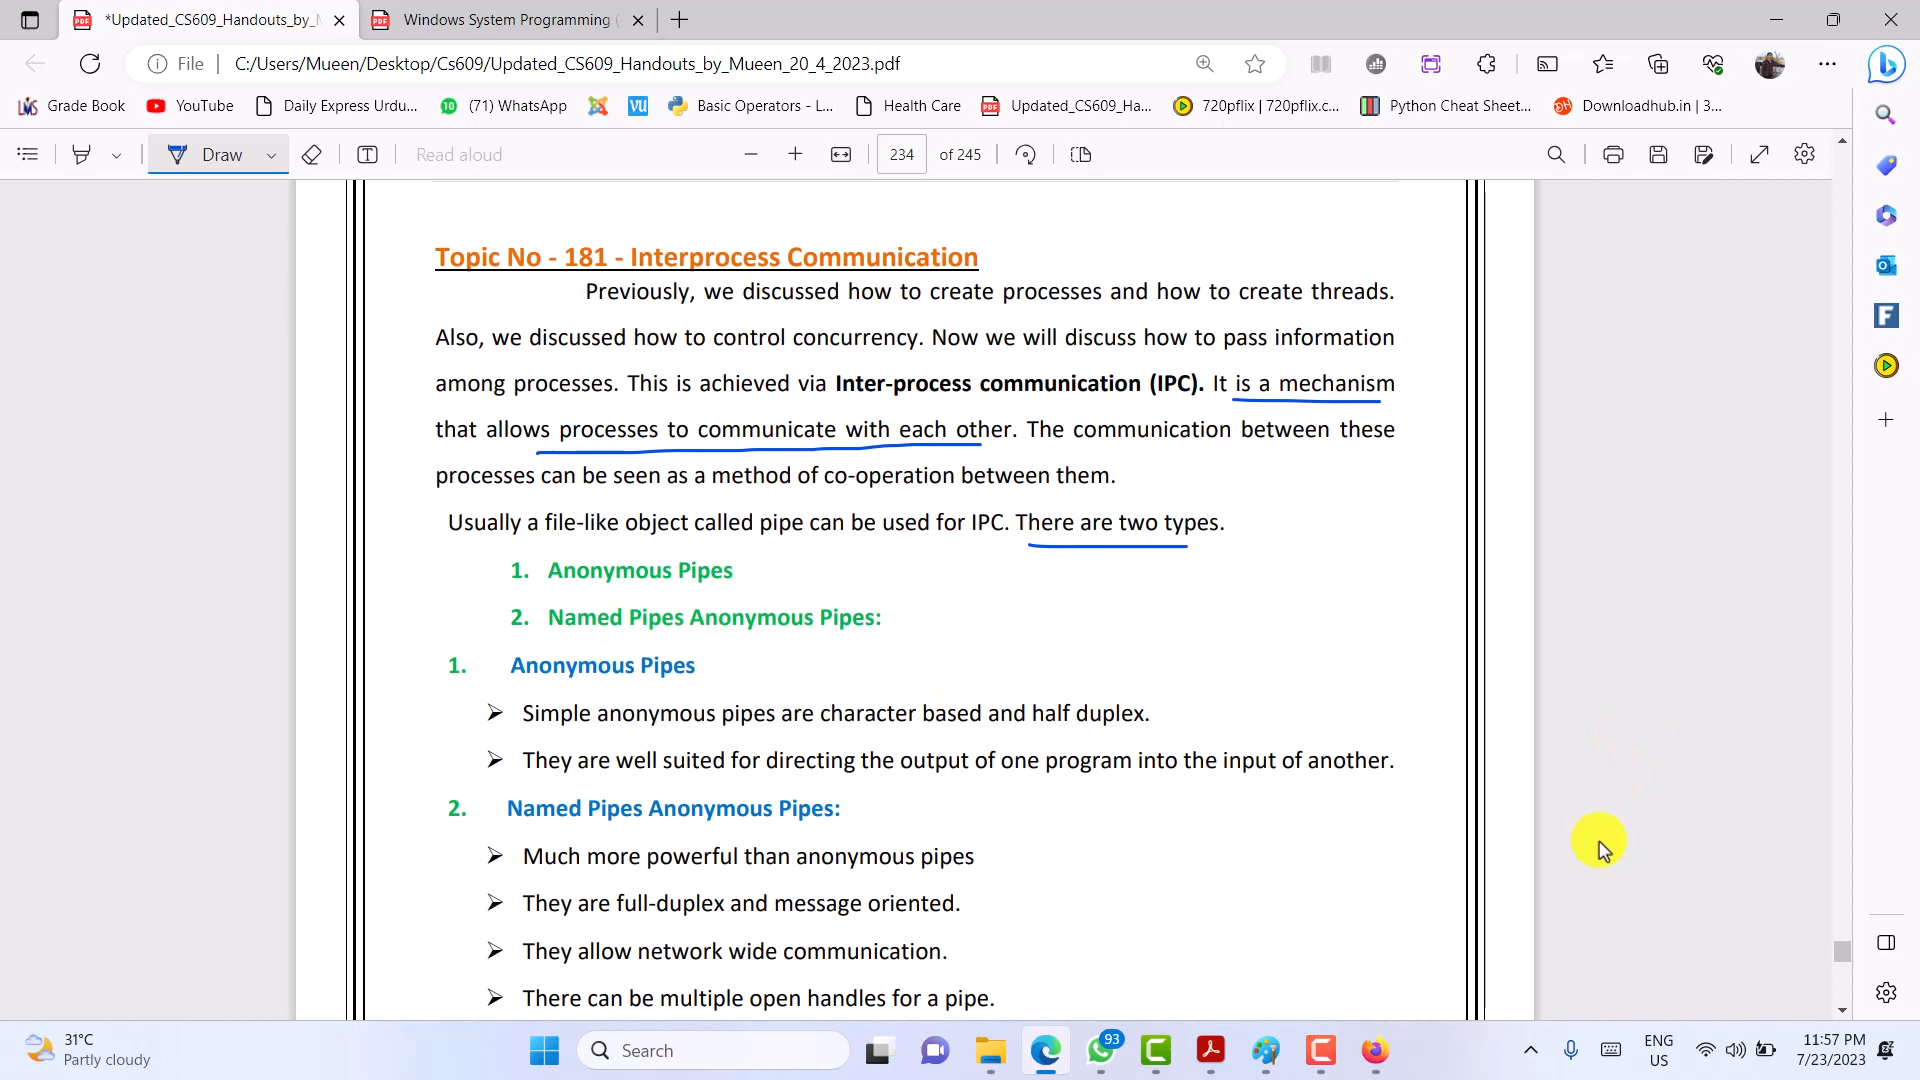 *Updated_CS609_Handouts_by_M
Windows System Programming (
File
C:/Users/Mueen/Desktop/Cs609/Updated_CS609_Handouts_by_Mueen_20_4_2023.pdf
Grade Book
YouTube
Daily Express Urdu...
(71) WhatsApp
Basic Operators - L...
Health Care
Updated_CS609_Ha...
720pflix | 720pflix.c...
Python Cheat Sheet...
Downloadhub.in | 3...
Draw
Read aloud
234
of 245
Topic No - 181 - Interprocess Communication
Previously, we discussed how to create processes and how to create threads.
Also, we discussed how to control concurrency. Now we will discuss how to pass information
among processes. This is achieved via Inter-process communication (IPC). It is a mechanism
that allows processes to communicate with each other. The communication between these
processes can be seen as a method of co-operation between them.
Usually a file-like object called pipe can be used for IPC. There are two types.
1. Anonymous Pipes
2. Named Pipes Anonymous Pipes:
1. Anonymous Pipes
➢ Simple anonymous pipes are character based and half duplex.
➢ They are well suited for directing the output of one program into the input of another.
2. Named Pipes Anonymous Pipes:
➢ Much more powerful than anonymous pipes
➢ They are full-duplex and message oriented.
➢ They allow network wide communication.
➢ There can be multiple open handles for a pipe.
31°C
Partly cloudy
Search
93
ENG
US
11:57 PM
7/23/2023